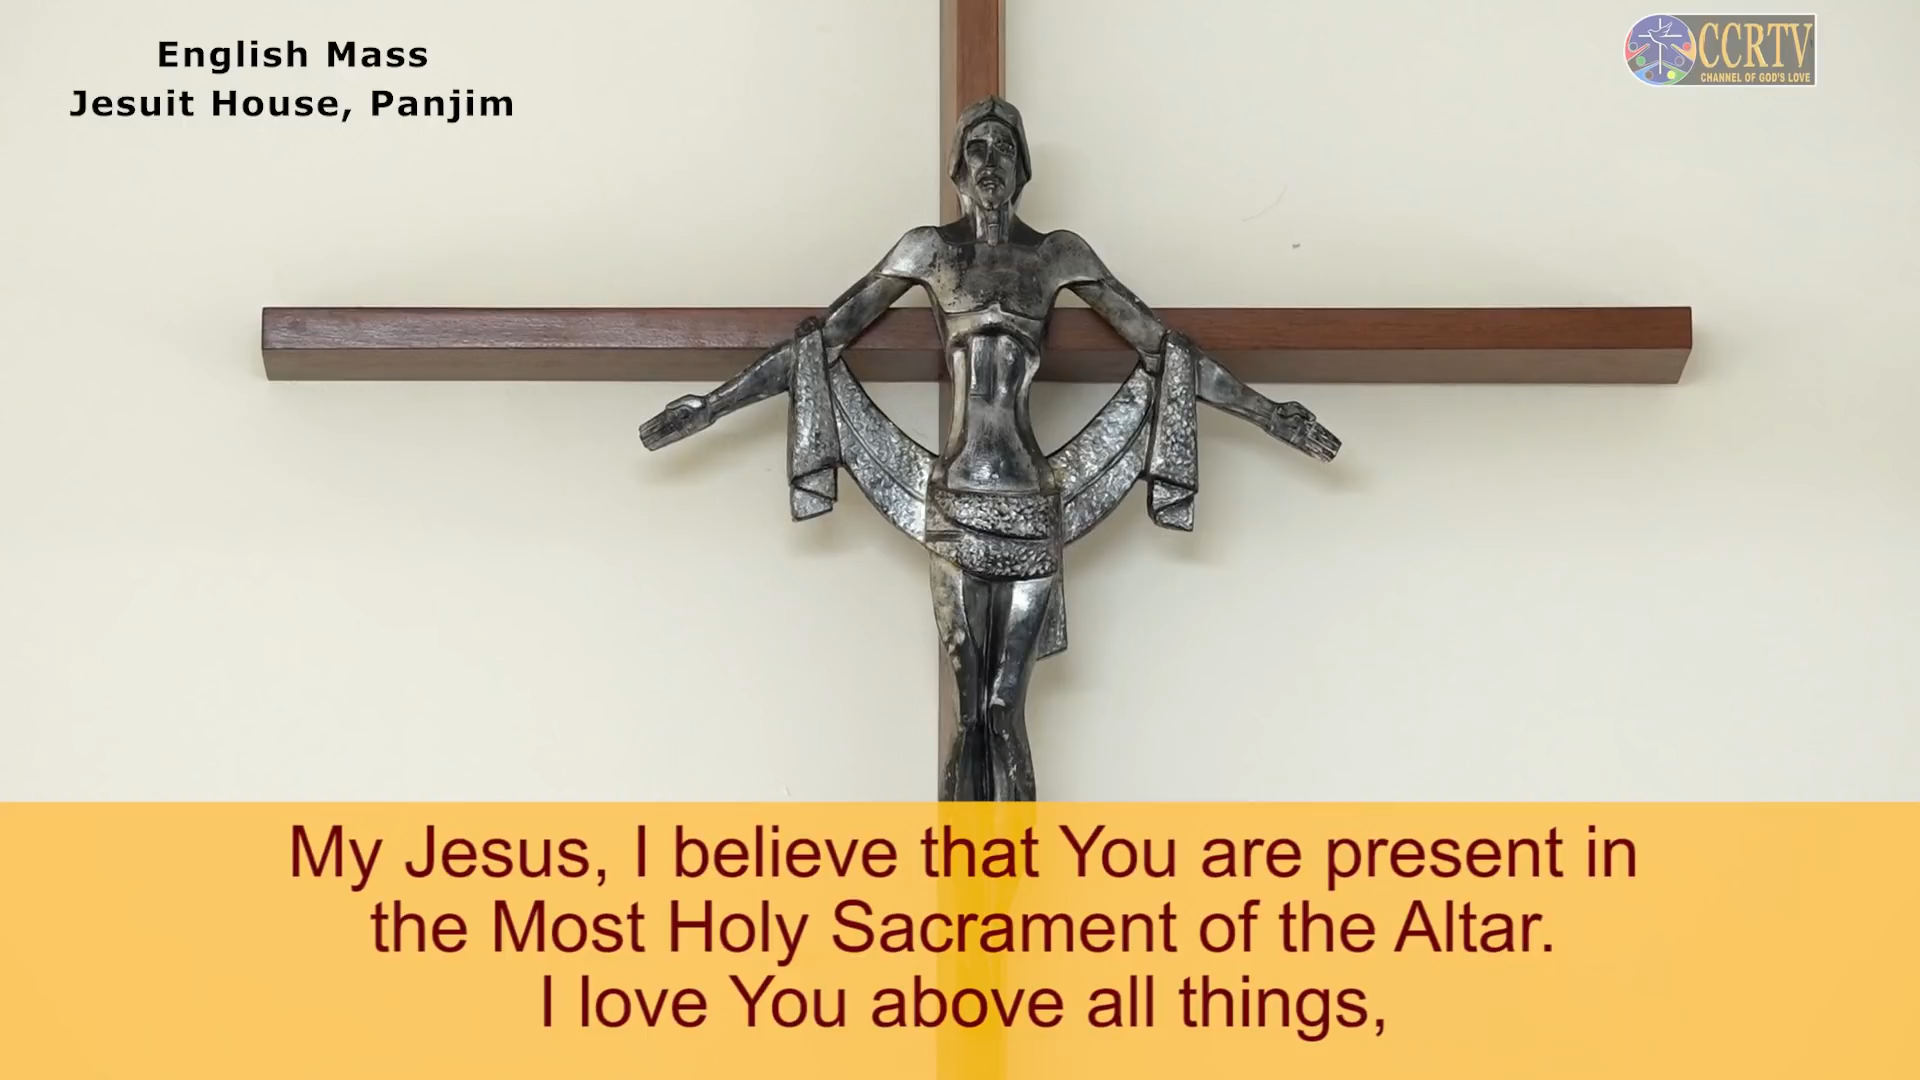 English Mass
Jesuit House, Panjim
CCRTV
CHANNEL OF GOD'S LOVE
My Jesus, I believe that You are present in
the Most Holy Sacrament of the Altar.
I love You above all things,